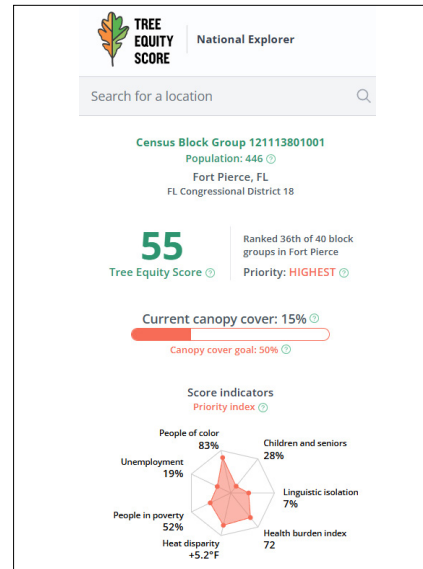 TREE
EQUITY
SCORE
National Explorer
Search for a location
Census Block Group 121113801001
Population: 446 ?
Fort Pierce, FL
FL Congressional District 18
55
Tree Equity Score ?
Ranked 36th of 40 block
groups in Fort Pierce
Priority: HIGHEST ?
Current canopy cover: 15% ?
Canopy cover goal: 50% ?
Score indicators
Priority index ?
People of color
83%
Children and seniors
28%
Unemployment
19%
Linguistic isolation
7%
People in poverty
52%
Health burden index
72
Heat disparity
+5.2°F